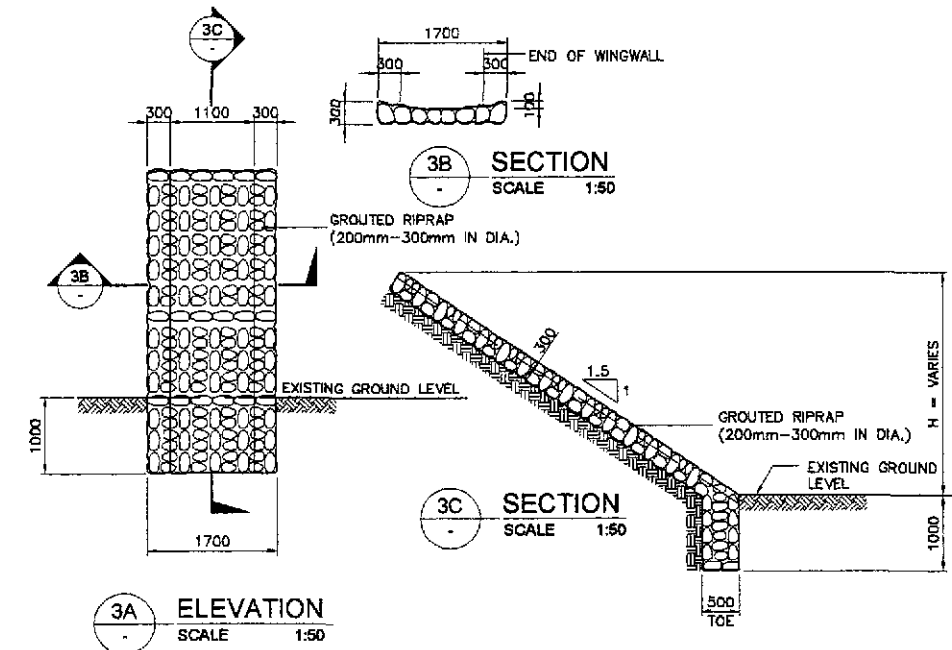 3C
-
300
1100
300
GROUTED RIPRAP
(200mm-300mm IN DIA.)
3B
-
EXISTING GROUND LEVEL
1000
1700
3A
-
ELEVATION
SCALE 1:50
1700
300
300
END OF WINGWALL
300
100
3B
-
SECTION
SCALE 1:50
300
1.5
1
GROUTED RIPRAP
(200mm-300mm IN DIA.)
H = VARIES
EXISTING GROUND
LEVEL
1000
500
TOE
3C
-
SECTION
SCALE 1:50